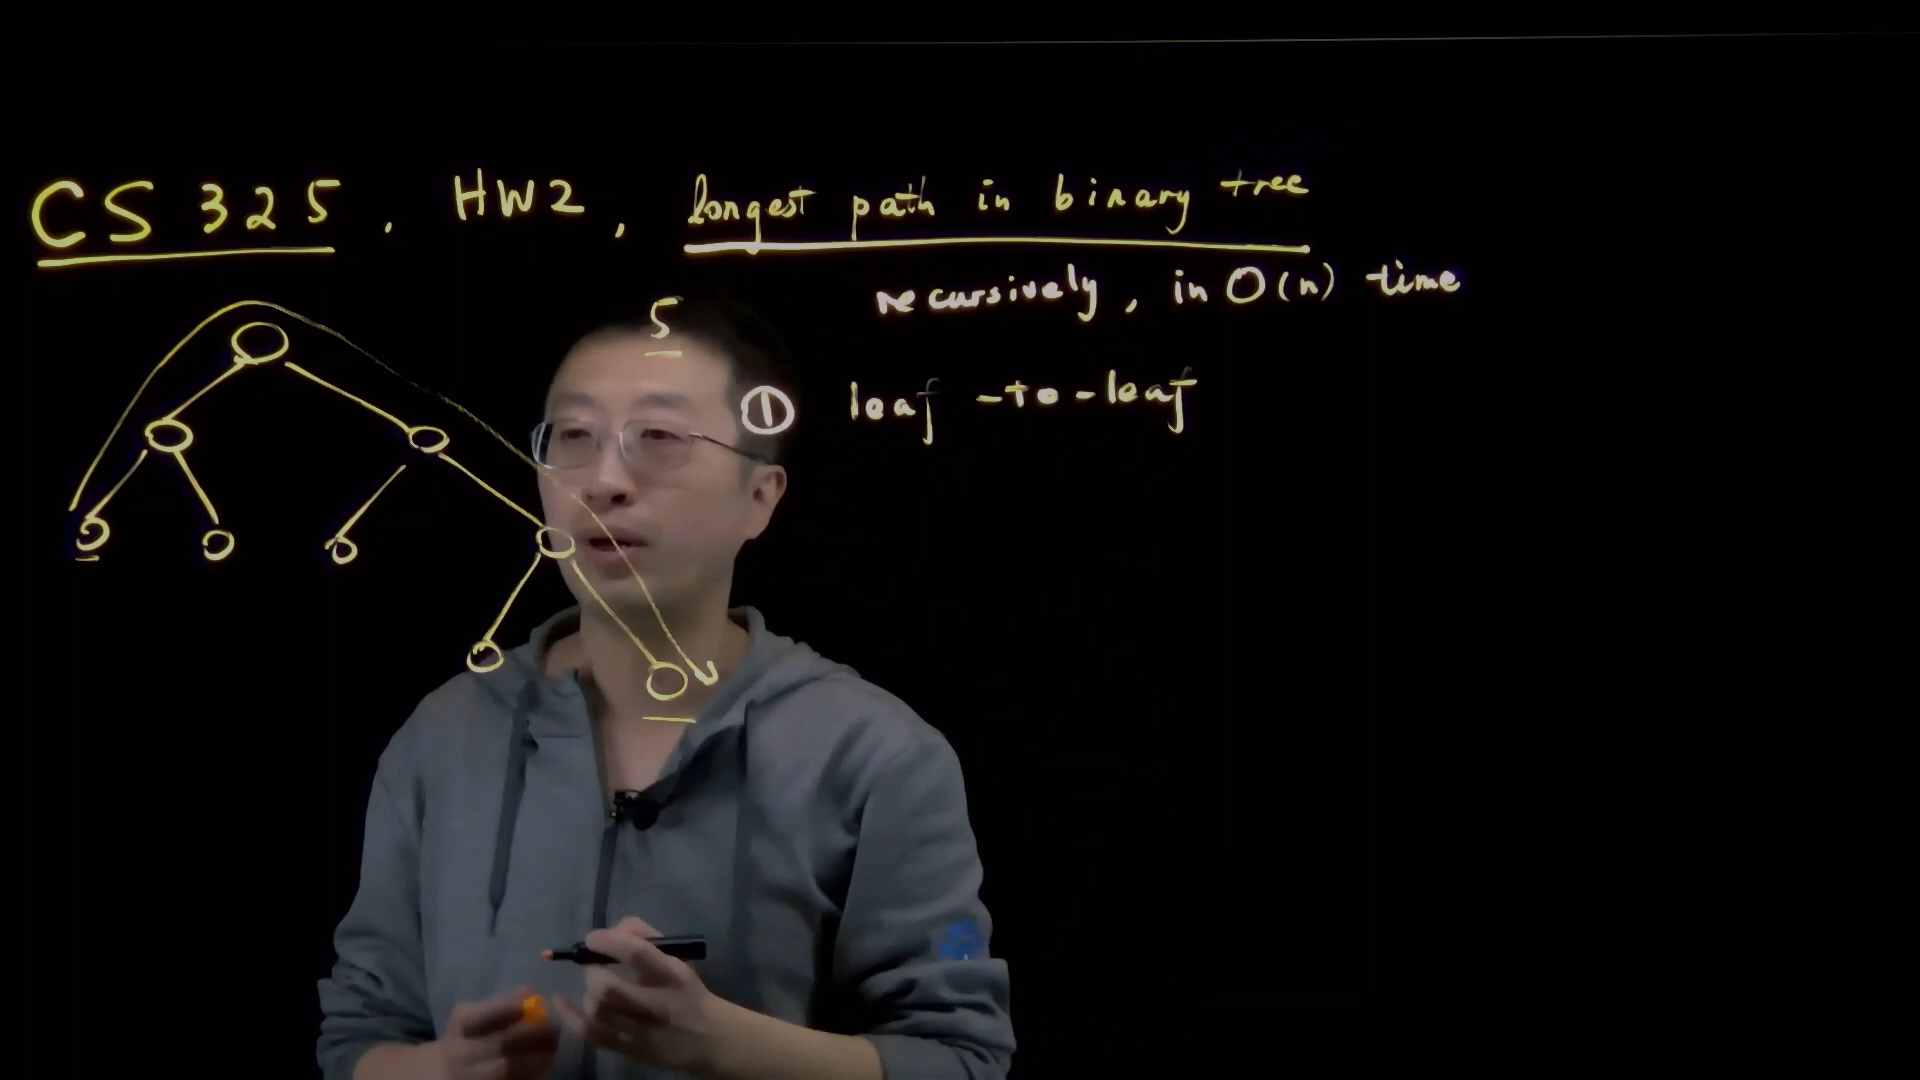 CS 325 . HW2 , longest path in binary tree
recursively, in O(n) time
5
① leaf -to-leaf